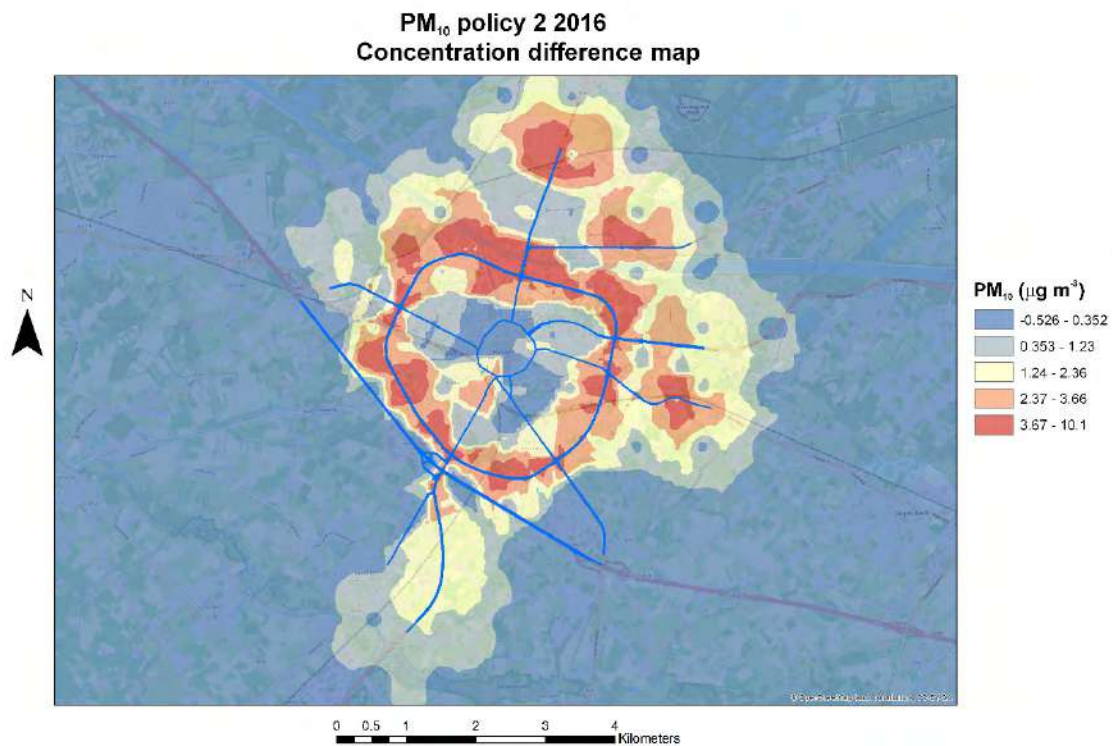 PM₁₀ policy 2 2016
Concentration difference map
N
PM₁₀ (µg m⁻³)
-0.526 - 0.352
0.353 - 1.23
1.24 - 2.36
2.37 - 3.66
3.67 - 10.1
0 0.5 1 2 3 4
Kilometers